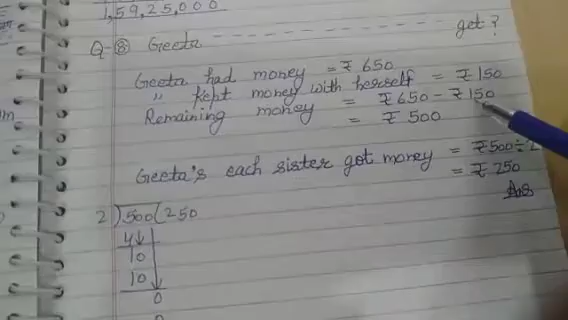 1,59,25,000
Q-⑧ Geeta - - - - - - - - - - - - - - - get?
Geeta had money = ₹ 650
" kept money with herself = ₹ 150
Remaining money = ₹ 650 - ₹ 150
= ₹ 500
Geeta's each sister got money = ₹ 500 ÷ 2
= ₹ 250
Ans
2)500(250
4↓
10
10
0
0